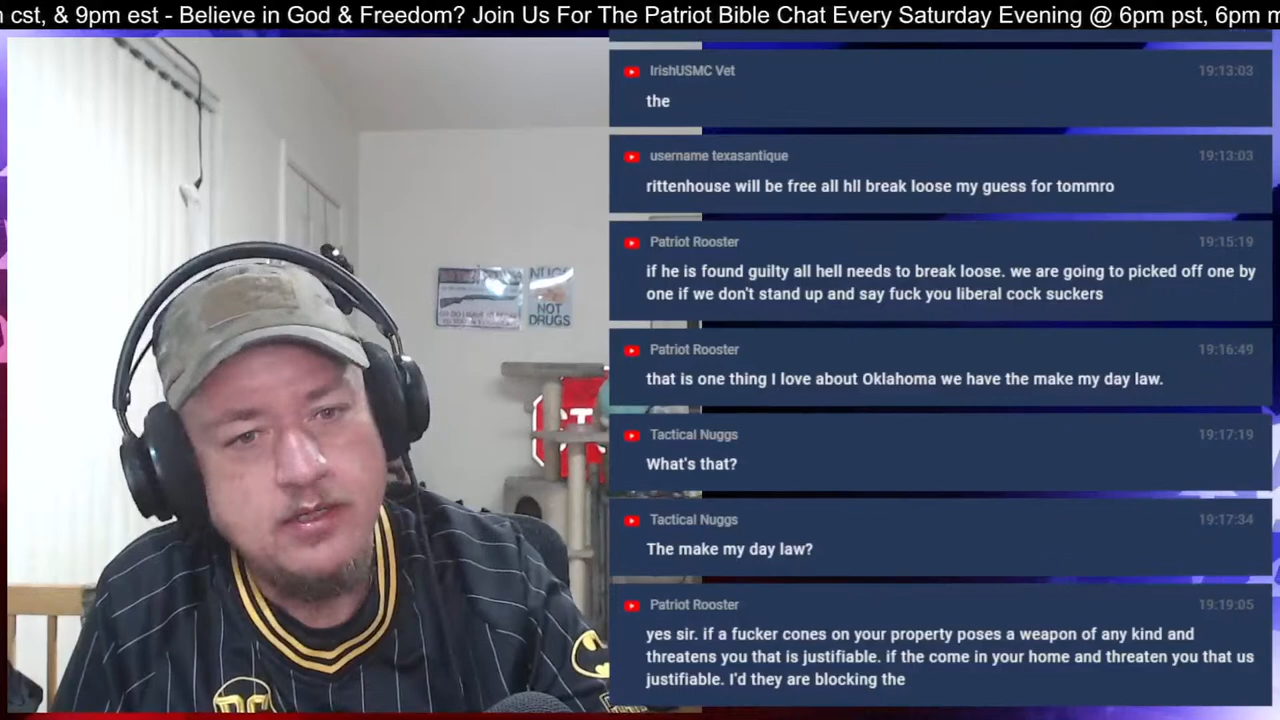 cst, & 9pm est - Believe in God & Freedom? Join Us For The Patriot Bible Chat Every Saturday Evening @ 6pm pst, 6pm
IrishUSMC Vet 19:13:03
the
username texasantique 19:13:03
rittenhouse will be free all hll break loose my guess for tommro
Patriot Rooster 19:15:19
if he is found guilty all hell needs to break loose. we are going to picked off one by
one if we don't stand up and say fuck you liberal cock suckers
Patriot Rooster 19:16:49
that is one thing I love about Oklahoma we have the make my day law.
Tactical Nuggs 19:17:19
What's that?
Tactical Nuggs 19:17:34
The make my day law?
Patriot Rooster 19:19:05
yes sir. if a fucker cones on your property poses a weapon of any kind and
threatens you that is justifiable. if the come in your home and threaten you that us
justifiable. I'd they are blocking the
NUGS
NOT
DRUGS
DC